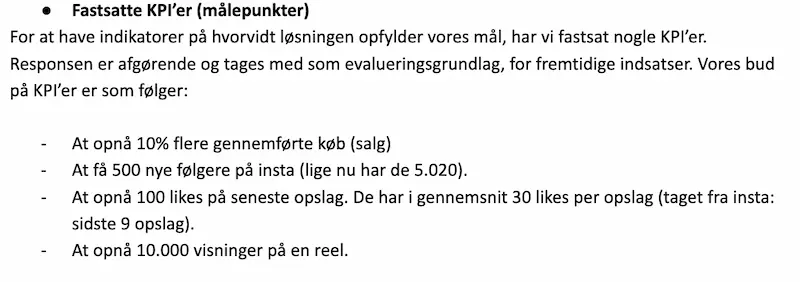 ● Fastsatte KPI’er (målepunkter)
For at have indikatorer på hvorvidt løsningen opfylder vores mål, har vi fastsat nogle KPI’er.
Responsen er afgørende og tages med som evalueringsgrundlag, for fremtidige indsatser. Vores bud
på KPI’er er som følger:
- At opnå 10% flere gennemførte køb (salg)
- At få 500 nye følgere på insta (lige nu har de 5.020).
- At opnå 100 likes på seneste opslag. De har i gennemsnit 30 likes per opslag (taget fra insta:
sidste 9 opslag).
- At opnå 10.000 visninger på en reel.